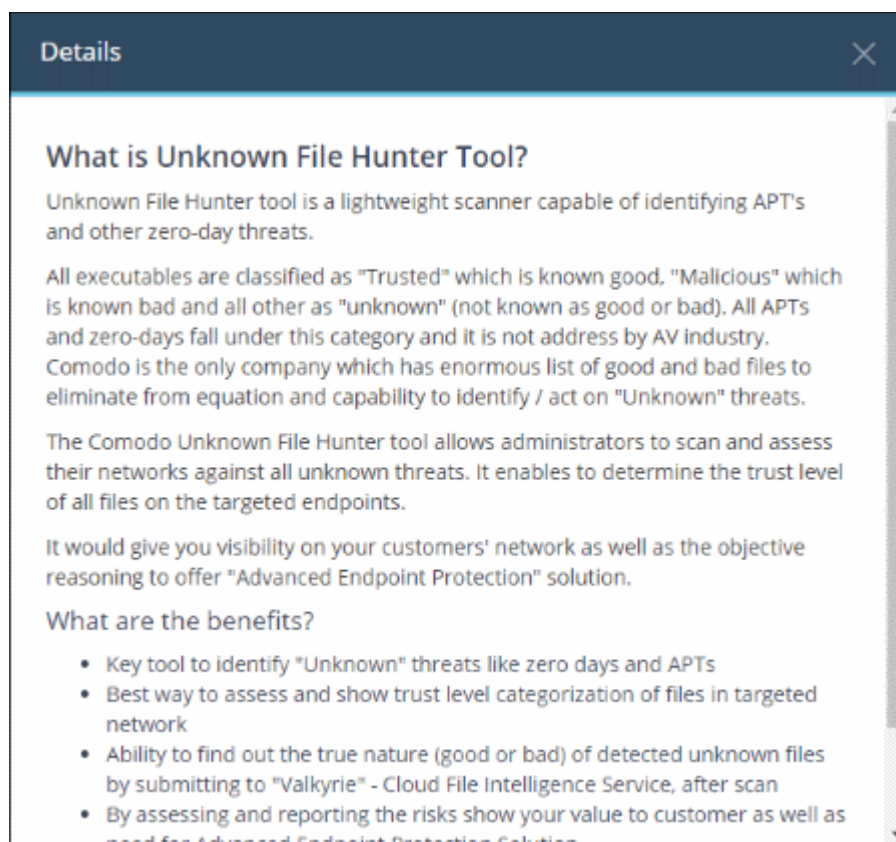 Details
What is Unknown File Hunter Tool?
Unknown File Hunter tool is a lightweight scanner capable of identifying APT's
and other zero-day threats.
All executables are classified as "Trusted" which is known good, "Malicious" which
is known bad and all other as "unknown" (not known as good or bad). All APTs
and zero-days fall under this category and it is not address by AV industry.
Comodo is the only company which has enormous list of good and bad files to
eliminate from equation and capability to identify / act on "Unknown" threats.
The Comodo Unknown File Hunter tool allows administrators to scan and assess
their networks against all unknown threats. It enables to determine the trust level
of all files on the targeted endpoints.
It would give you visibility on your customers' network as well as the objective
reasoning to offer "Advanced Endpoint Protection" solution.
What are the benefits?
• Key tool to identify "Unknown" threats like zero days and APTs
• Best way to assess and show trust level categorization of files in targeted
network
• Ability to find out the true nature (good or bad) of detected unknown files
by submitting to "Valkyrie" - Cloud File Intelligence Service, after scan
• By assessing and reporting the risks show your value to customer as well as
need for Advanced Endpoint Protection Solution